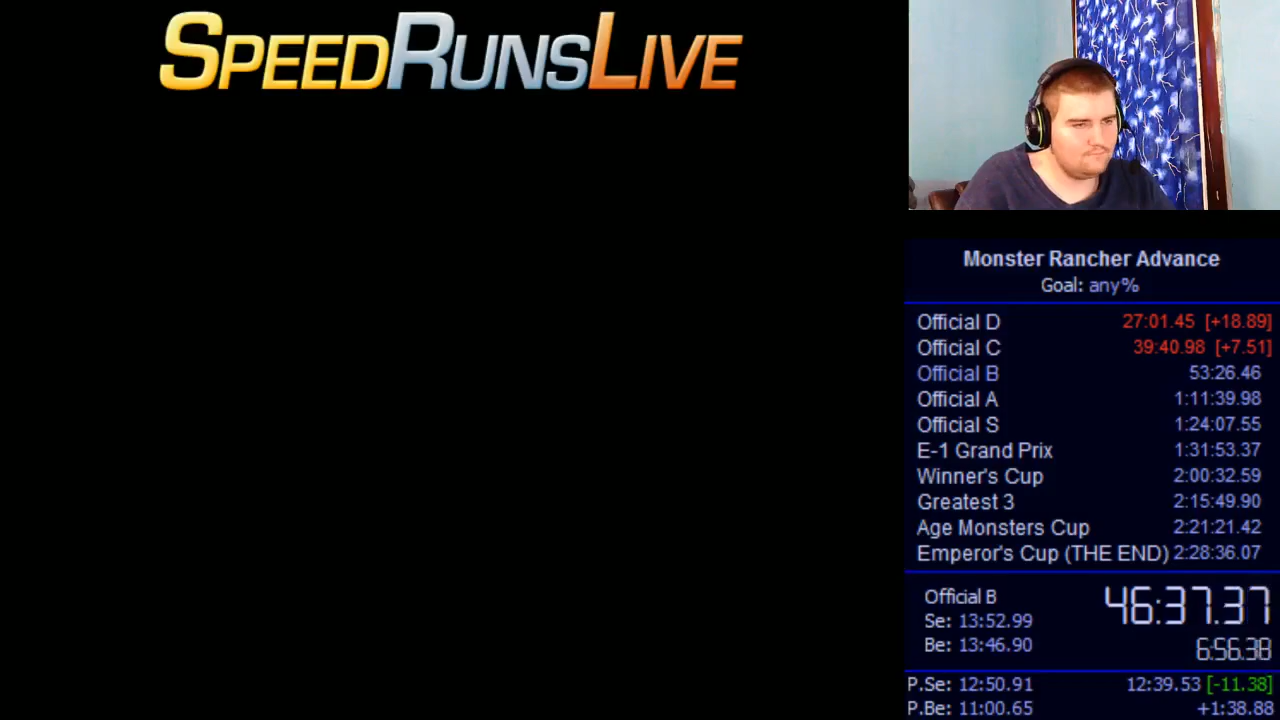 SPEEDRUNSLIVE
Monster Rancher Advance
Goal: any%
Official D 27:01.45 [+18.89]
Official C 39:40.98 [+7.51]
Official B 53:26.46
Official A 1:11:39.98
Official S 1:24:07.55
E-1 Grand Prix 1:31:53.37
Winner's Cup 2:00:32.59
Greatest 3 2:15:49.90
Age Monsters Cup 2:21:21.42
Emperor's Cup (THE END) 2:28:36.07
Official B 46:37.37
Se: 13:52.99
Be: 13:46.90 6:56.38
P.Se: 12:50.91 12:39.53 [-11.38]
P.Be: 11:00.65 +1:38.88